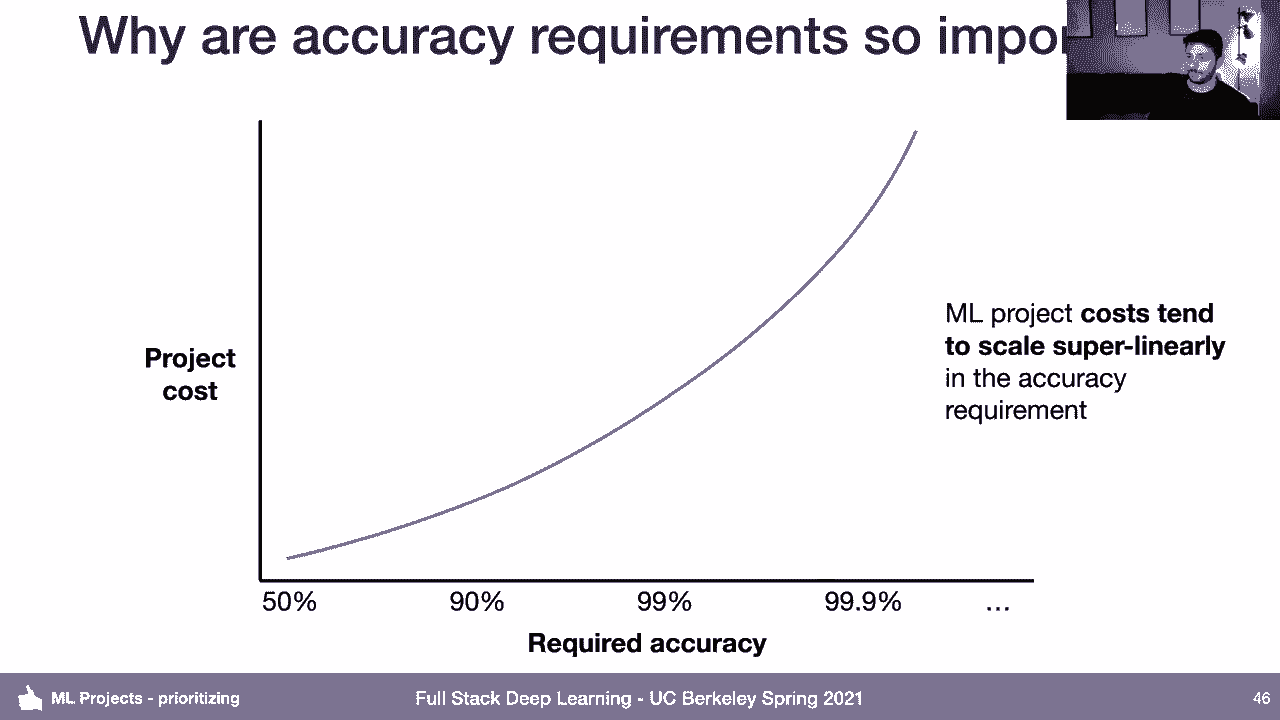 Why are accuracy requirements so
Project
cost
ML project costs tend
to scale super-linearly
in the accuracy
requirement
50% 90% 99% 99.9% ...
Required accuracy
ML Projects - prioritizing
Full Stack Deep Learning - UC Berkeley Spring 2021
46